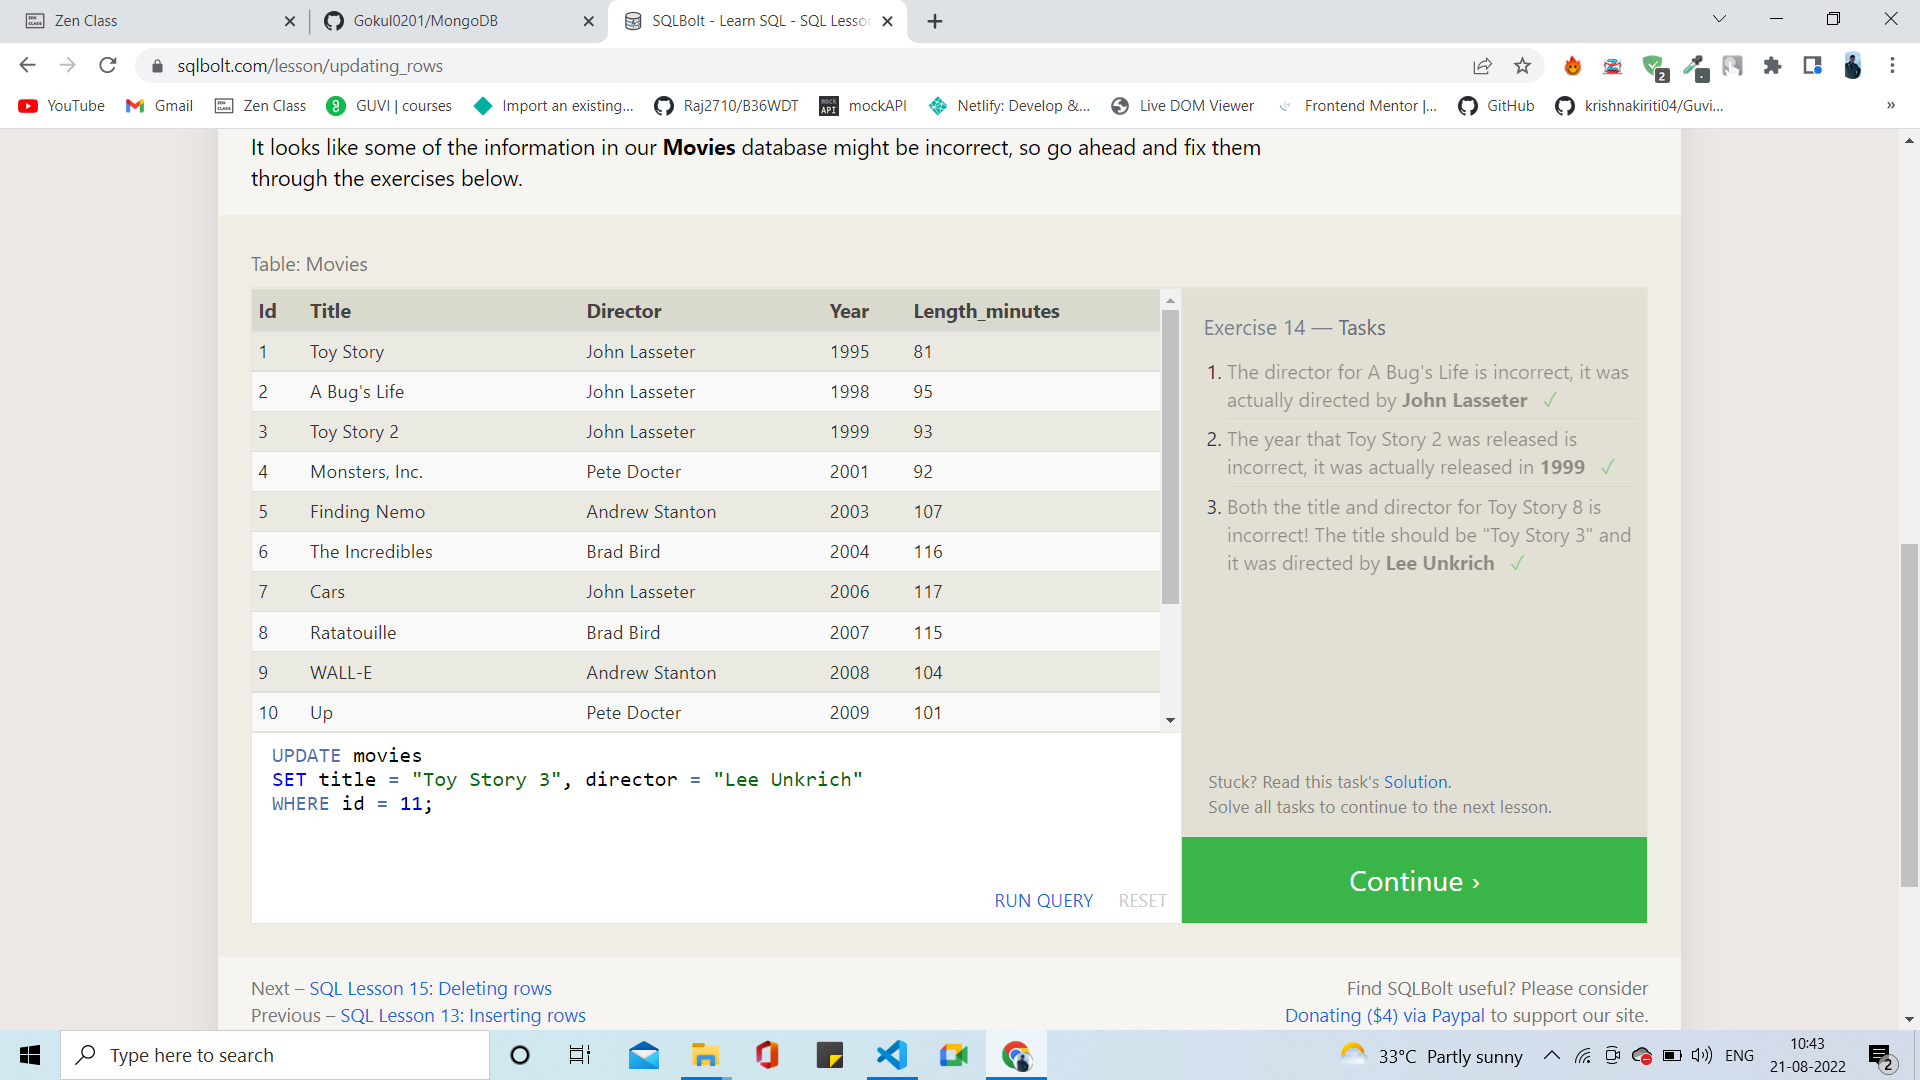 Zen Class
Gokul0201/MongoDB
SQLBolt - Learn SQL - SQL Lesson
sqlbolt.com/lesson/updating_rows
2
YouTube
Gmail
Zen Class
GUVI | courses
Import an existing...
Raj2710/B36WDT
mockAPI
Netlify: Develop &...
Live DOM Viewer
Frontend Mentor |...
GitHub
krishnakiriti04/Guvi...
»
It looks like some of the information in our Movies database might be incorrect, so go ahead and fix them
through the exercises below.
Table: Movies
Id Title Director Year Length_minutes
1 Toy Story John Lasseter 1995 81
2 A Bug's Life John Lasseter 1998 95
3 Toy Story 2 John Lasseter 1999 93
4 Monsters, Inc. Pete Docter 2001 92
5 Finding Nemo Andrew Stanton 2003 107
6 The Incredibles Brad Bird 2004 116
7 Cars John Lasseter 2006 117
8 Ratatouille Brad Bird 2007 115
9 WALL-E Andrew Stanton 2008 104
10 Up Pete Docter 2009 101
UPDATE movies
SET title = "Toy Story 3", director = "Lee Unkrich"
WHERE id = 11;
RUN QUERY RESET
Exercise 14 — Tasks
1. The director for A Bug's Life is incorrect, it was
actually directed by John Lasseter ✓
2. The year that Toy Story 2 was released is
incorrect, it was actually released in 1999 ✓
3. Both the title and director for Toy Story 8 is
incorrect! The title should be "Toy Story 3" and
it was directed by Lee Unkrich ✓
Stuck? Read this task's Solution.
Solve all tasks to continue to the next lesson.
Continue ›
Next – SQL Lesson 15: Deleting rows
Previous – SQL Lesson 13: Inserting rows
Find SQLBolt useful? Please consider
Donating ($4) via Paypal to support our site.
Type here to search
33°C Partly sunny
ENG
10:43
21-08-2022
2